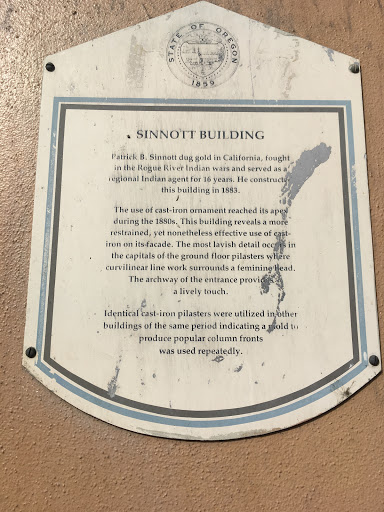 STATE OF OREGON
1859
SINNOTT BUILDING
Patrick B. Sinnott dug gold in California, fought
in the Rogue River Indian wars and served as a
regional Indian agent for 16 years. He constructe
this building in 1883.
The use of cast-iron ornament reached its apex
during the 1880s. This building reveals a more
restrained, yet nonetheless effective use of cast-
iron on its facade. The most lavish detail occurs in
the capitals of the ground floor pilasters where
curvilinear line work surrounds a feminine head.
The archway of the entrance provid
a lively touch.
Identical cast-iron pilasters were utilized in other
buildings of the same period indicating a mold to
produce popular column fronts
was used repeatedly.